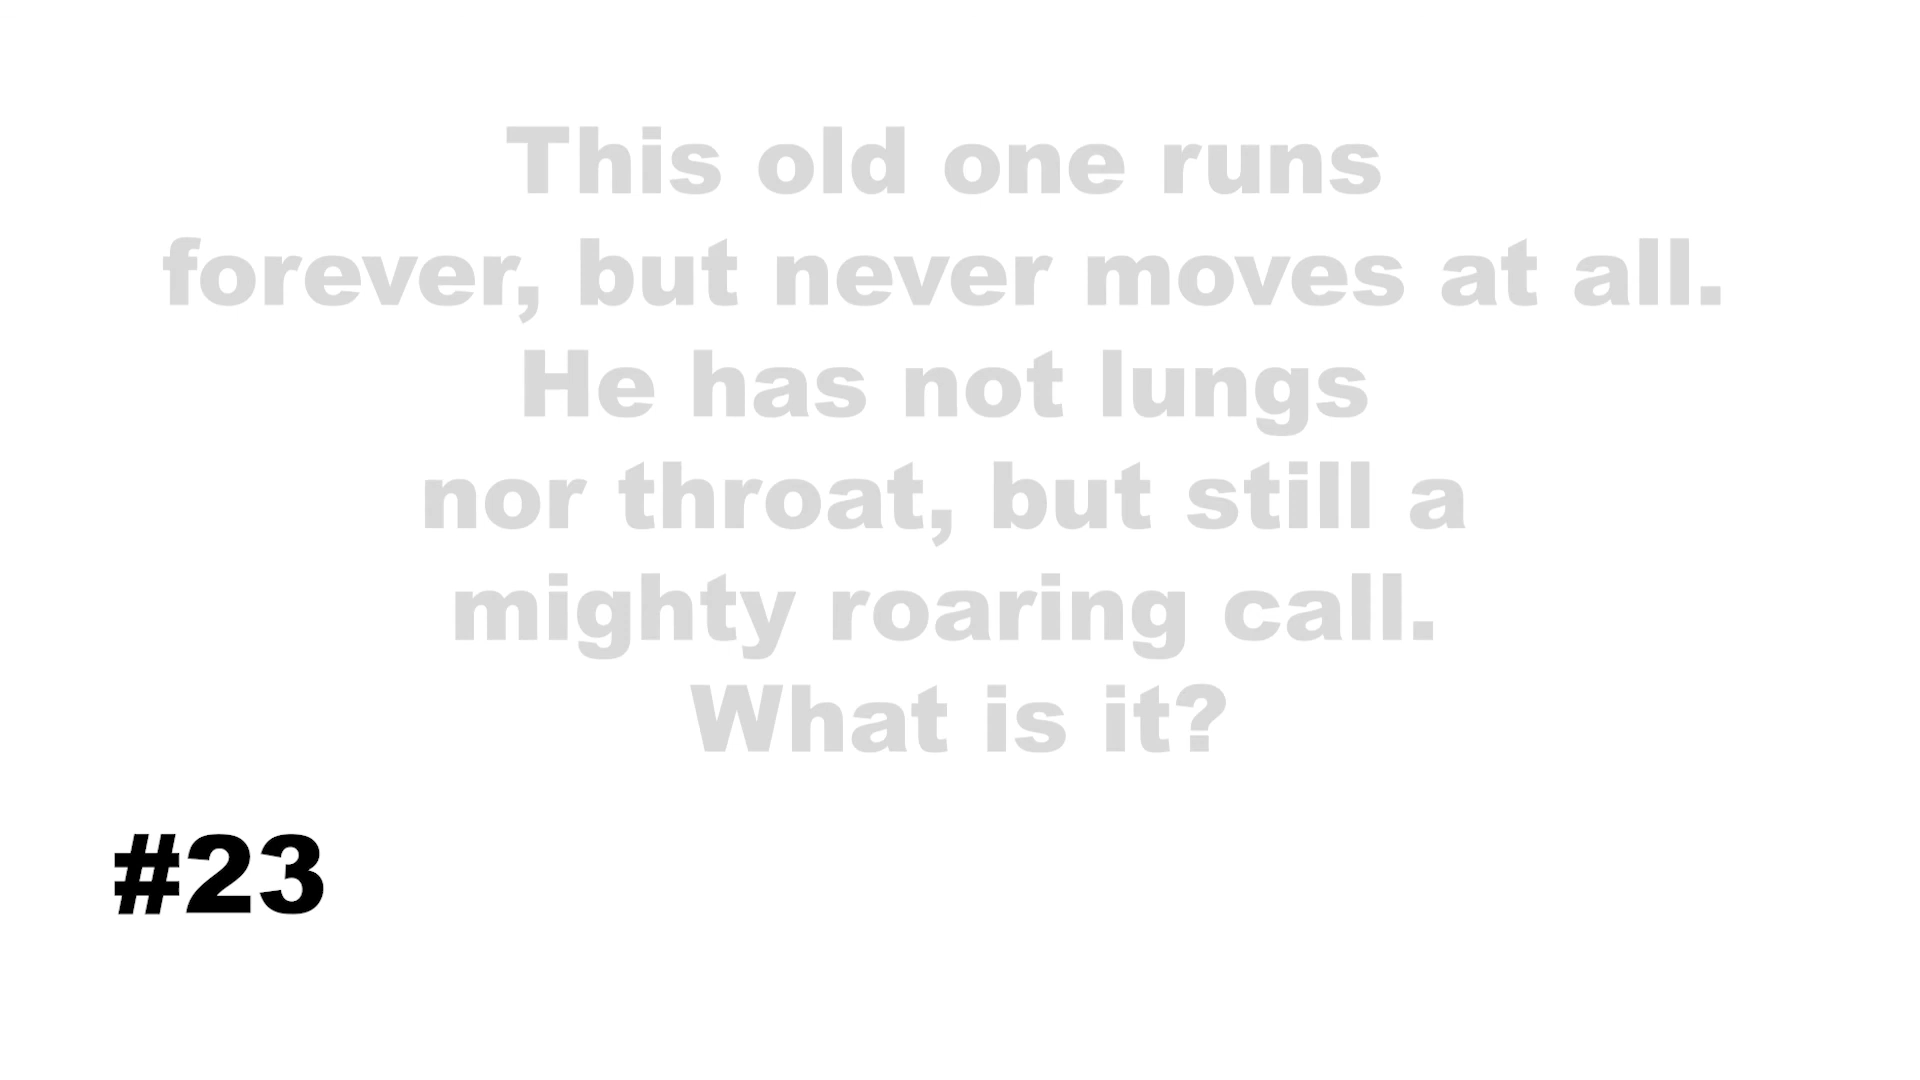 This old one runs
forever, but never moves at all.
He has not lungs
nor throat, but still a
mighty roaring call.
What is it?
#23